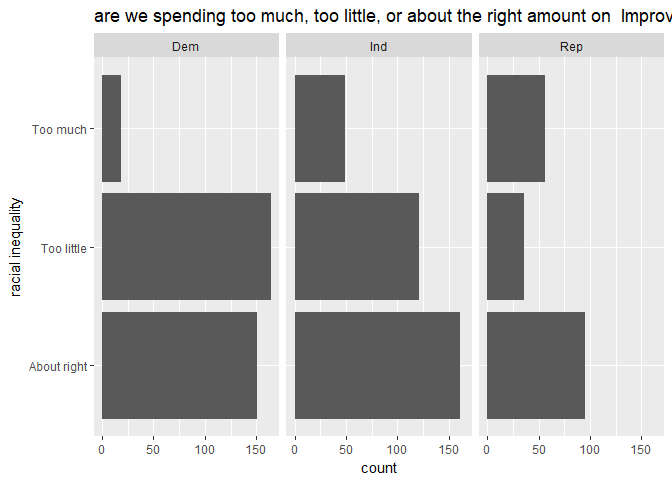 are we spending too much, too little, or about the right amount on  Improv
Dem Ind Rep
Too much
Too little
About right
racial inequality
0 50 100 150 0 50 100 150 0 50 100 150
count